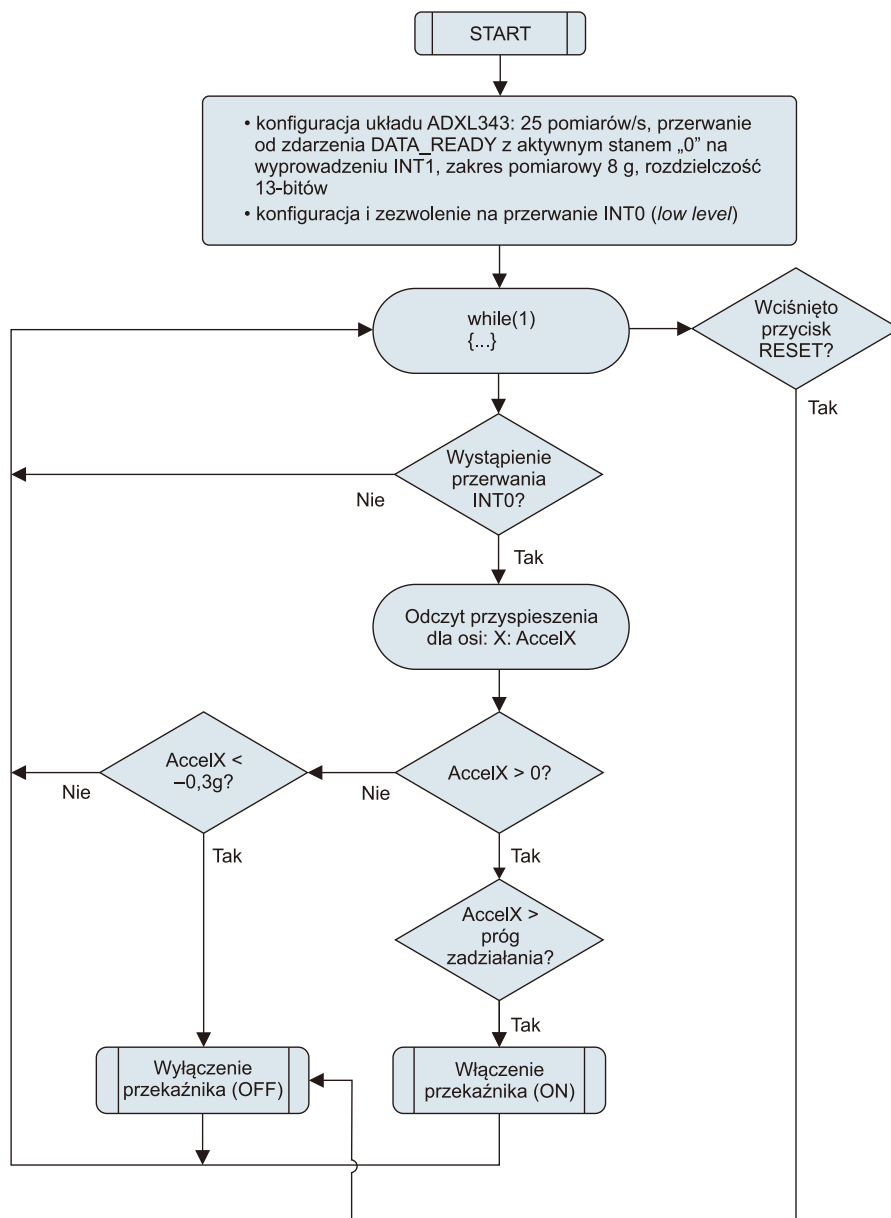 START
• konfiguracja układu ADXL343: 25 pomiarów/s, przerwanie
od zdarzenia DATA_READY z aktywnym stanem „0” na
wyprowadzeniu INT1, zakres pomiarowy 8 g, rozdzielczość
13-bitów
• konfiguracja i zezwolenie na przerwanie INT0 (low level)
while(1)
{...}
Wciśnięto
przycisk
RESET?
Tak
Wystąpienie
przerwania
INT0?
Nie
Tak
Odczyt przyspieszenia
dla osi: X: AccelX
AccelX > 0?
Nie
Tak
AccelX <
–0,3g?
Nie
Tak
AccelX >
próg
zadziałania?
Tak
Wyłączenie
przekaźnika (OFF)
Włączenie
przekaźnika (ON)